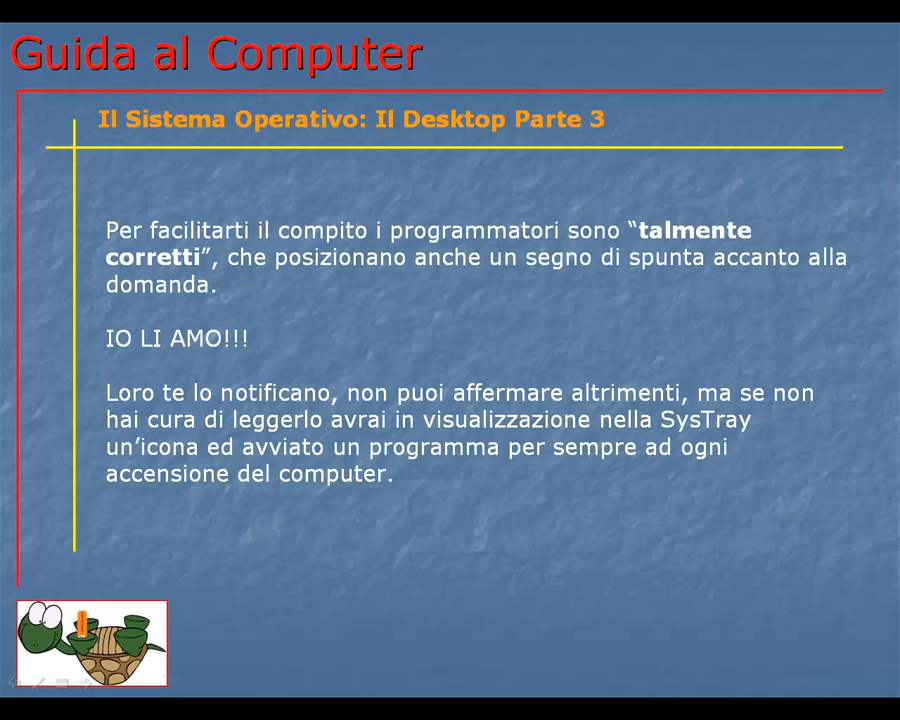 Guida al Computer
Il Sistema Operativo: Il Desktop Parte 3
Per facilitarti il compito i programmatori sono “talmente
corretti”, che posizionano anche un segno di spunta accanto alla
domanda.
IO LI AMO!!!
Loro te lo notificano, non puoi affermare altrimenti, ma se non
hai cura di leggerlo avrai in visualizzazione nella SysTray
un’icona ed avviato un programma per sempre ad ogni
accensione del computer.